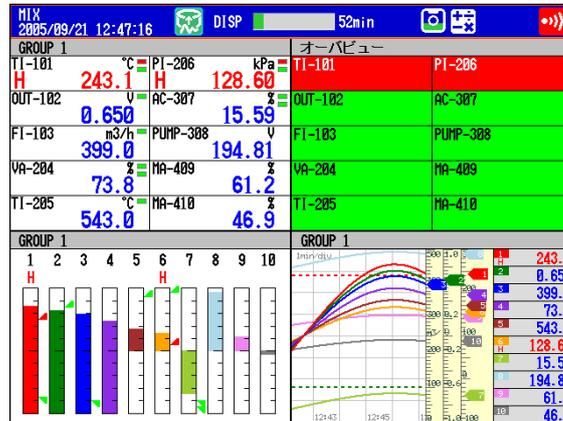 MIX
2005/09/21 12:47:16 DISP 52min
GROUP 1 オーバビュー
TI-101 °C PI-206 kPa TI-101 PI-206
H 243.1 H 128.60
OUT-102 V AC-307 % OUT-102 AC-307
0.650 15.59
FI-103 m3/h PUMP-308 V FI-103 PUMP-308
399.0 194.81
VA-204 % MA-409 % VA-204 MA-409
73.8 61.2
TI-205 °C MA-410 % TI-205 MA-410
543.0 46.9
GROUP 1 GROUP 1
1 2 3 4 5 6 7 8 9 10
H H
1min/div
12:43 12:45
1 H 243.
2 0.65
3 399.
4 73.
5 543.
6 H 128.6
7 15.5
8 194.8
9 61.
10 46.